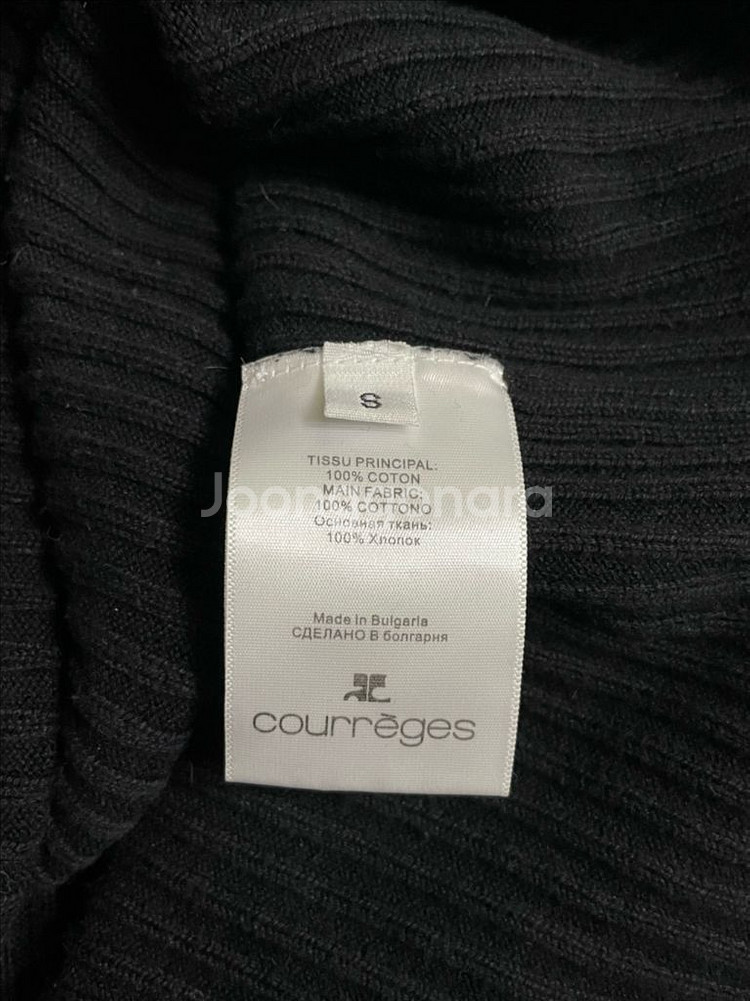 S
TISSU PRINCIPAL:
100% COTON
MAIN FABRIC:
100% COTTONO
Основная ткань:
100% Хлопок
Made in Bulgaria
СДЕЛАНО В болгария
courrèges